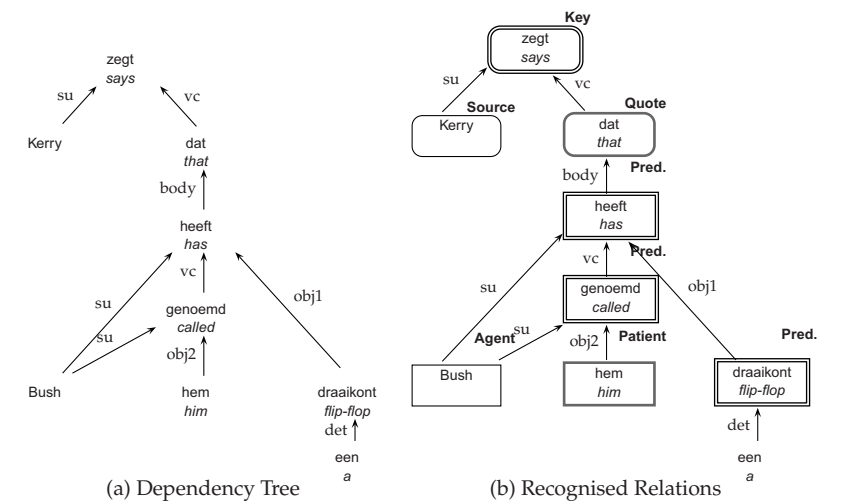 zegt
says
su
vc
Kerry
dat
that
body
heeft
has
vc
su
obj1
genoemd
called
su
obj2
Bush
hem
him
draaikont
flip-flop
det
een
a
(a) Dependency Tree
Key
zegt
says
su
vc
Source
Quote
Kerry
dat
that
body
Pred.
heeft
has
vc
Pred.
su
obj1
genoemd
called
Agent
su
obj2
Patient
Pred.
Bush
hem
him
draaikont
flip-flop
det
een
a
(b) Recognised Relations